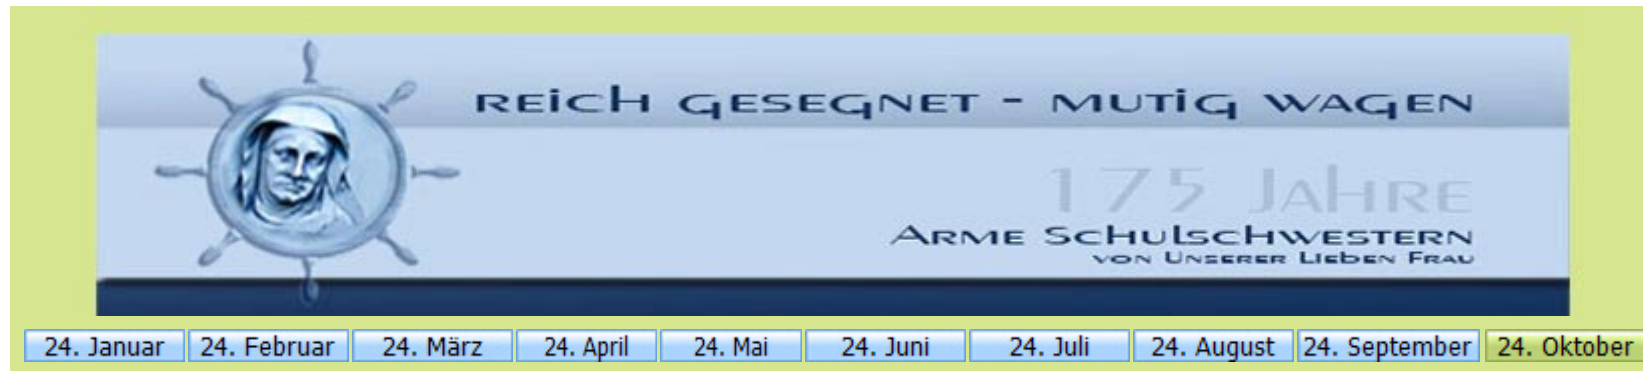 REICH GESEGNET - MUTIG WAGEN
175 JAHRE
ARME SCHULSCHWESTERN
VON UNSERER LIEBEN FRAU
24. Januar 24. Februar 24. März 24. April 24. Mai 24. Juni 24. Juli 24. August 24. September 24. Oktober